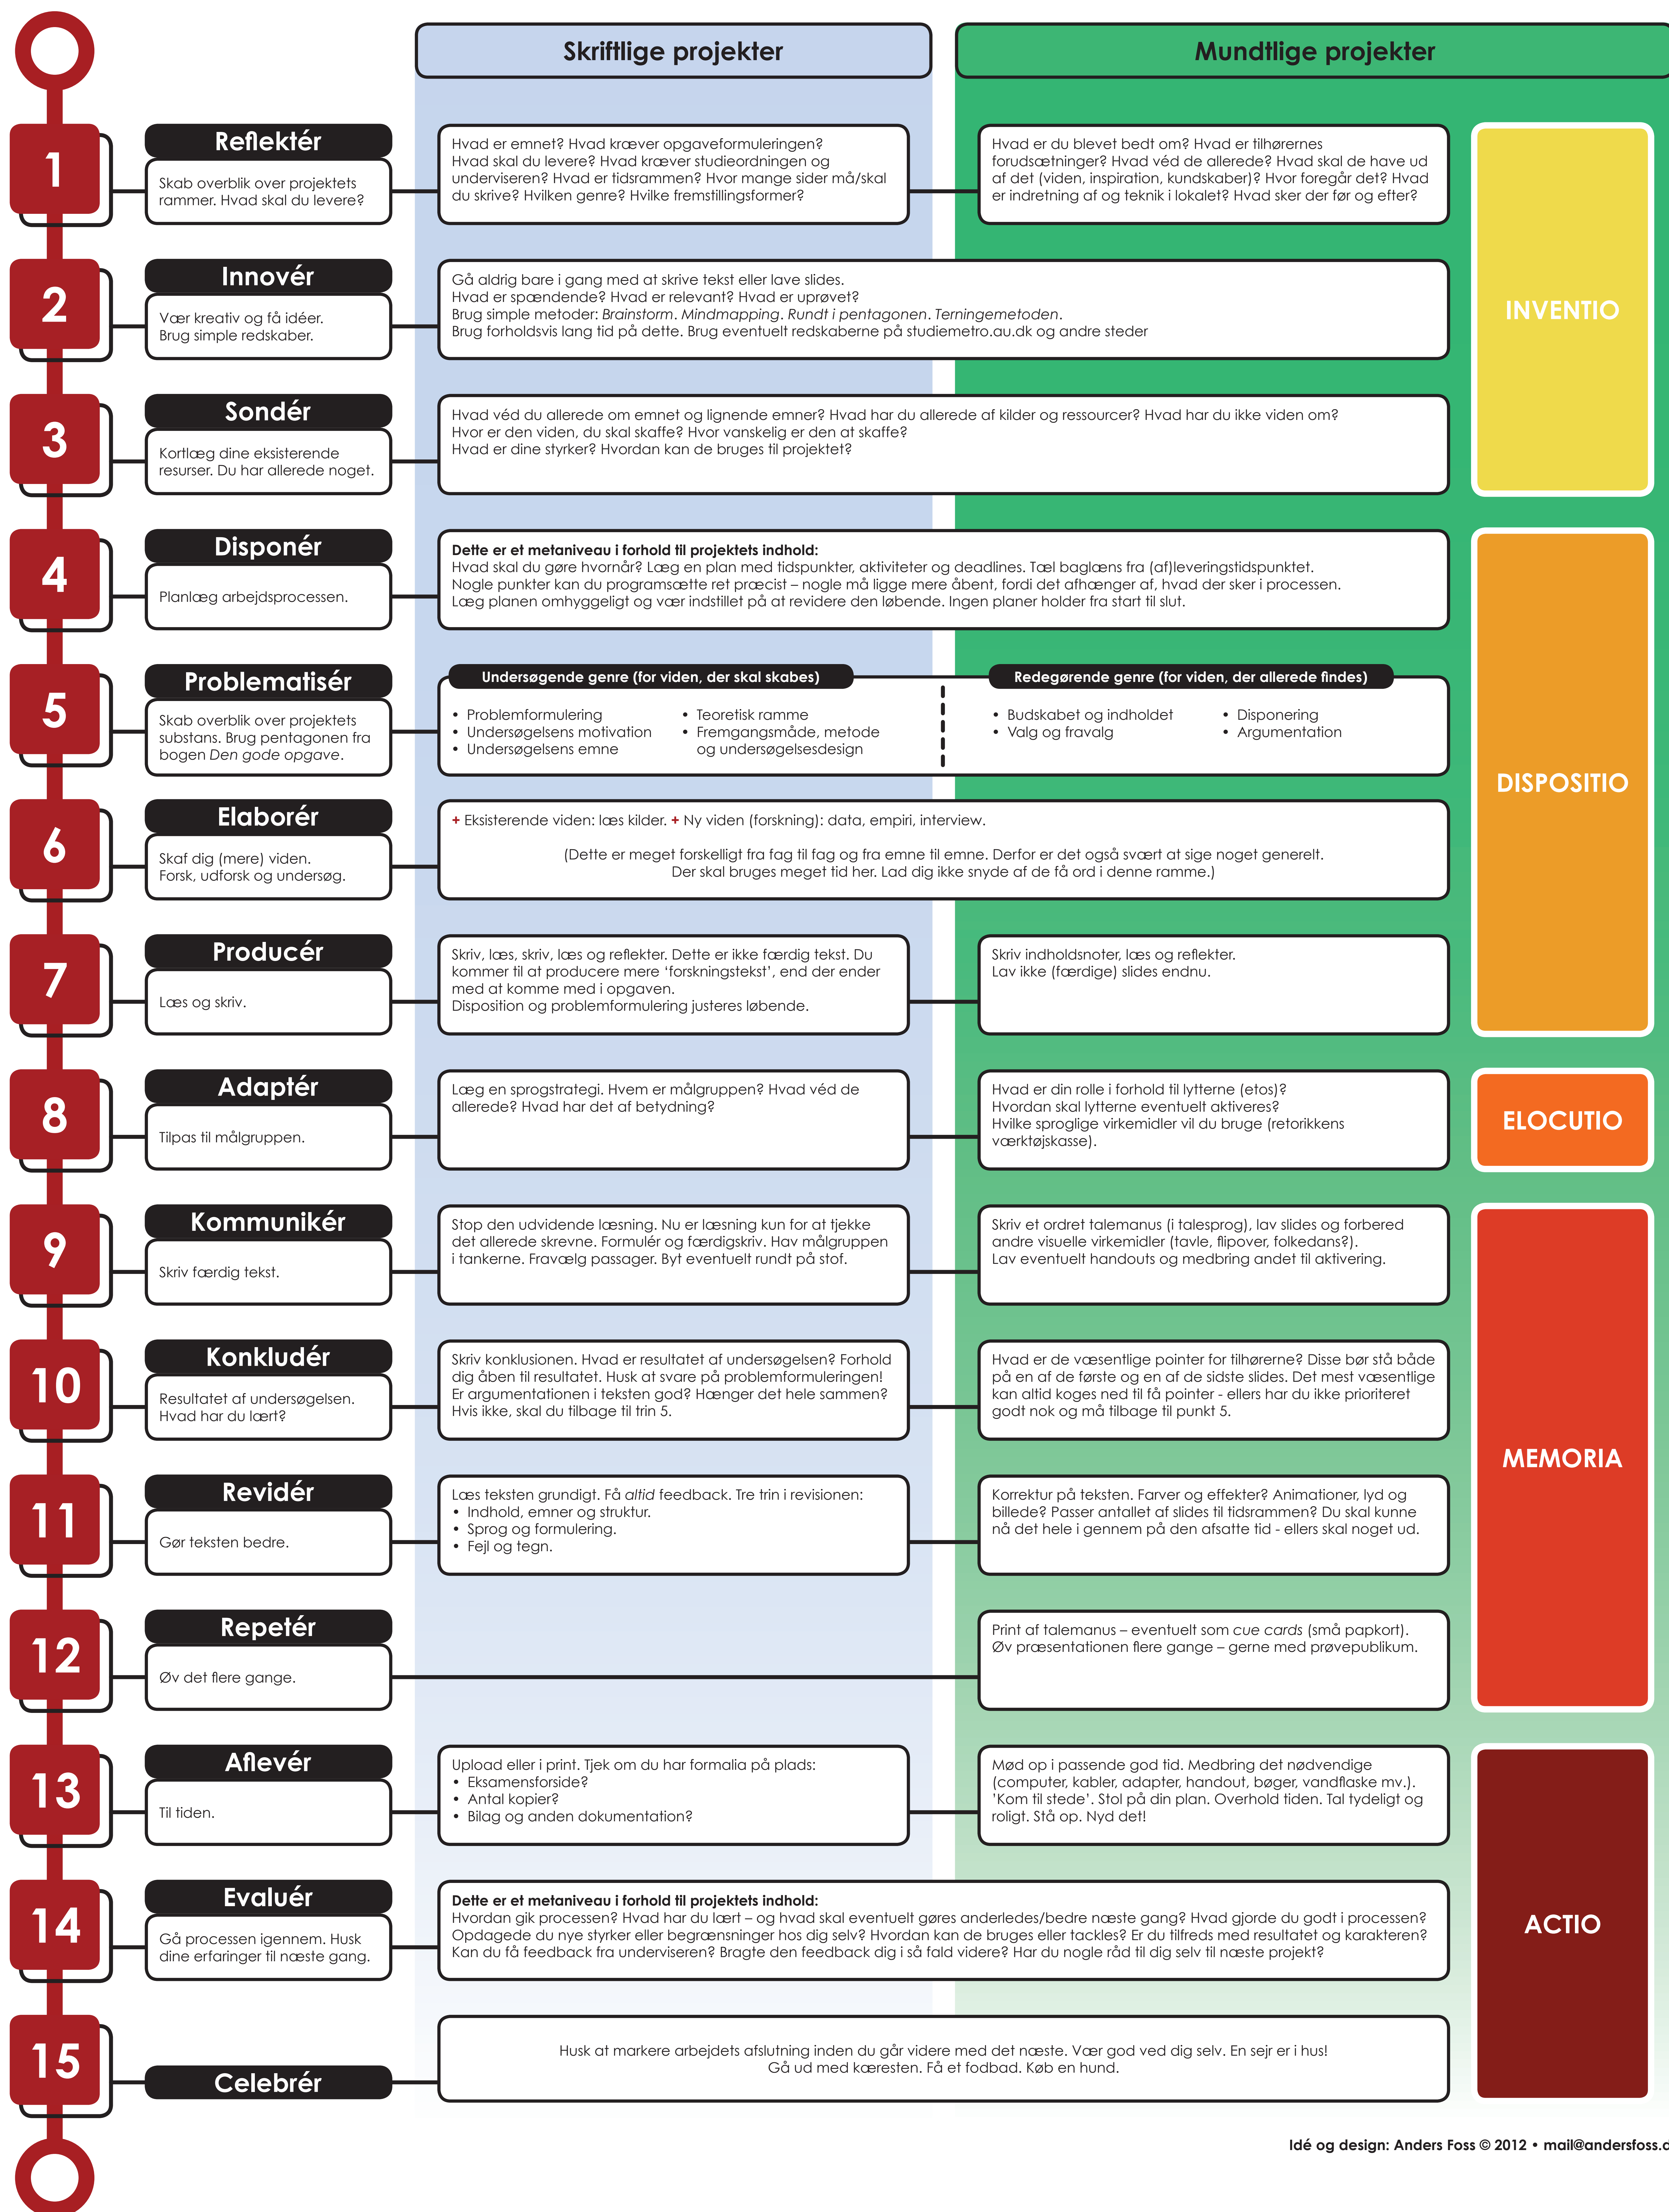 Skriftlige projekter
Mundtlige projekter
1
Reflektér
Skab overblik over projektets
rammer. Hvad skal du levere?
Hvad er emnet? Hvad kræver opgaveformuleringen?
Hvad skal du levere? Hvad kræver studieordningen og
underviseren? Hvad er tidsrammen? Hvor mange sider må/skal
du skrive? Hvilken genre? Hvilke fremstillingsformer?
Hvad er du blevet bedt om? Hvad er tilhørernes
forudsætninger? Hvad véd de allerede? Hvad skal de have ud
af det (viden, inspiration, kundskaber)? Hvor foregår det? Hvad
er indretning af og teknik i lokalet? Hvad sker der før og efter?
2
Innovér
Vær kreativ og få idéer.
Brug simple redskaber.
Gå aldrig bare i gang med at skrive tekst eller lave slides.
Hvad er spændende? Hvad er relevant? Hvad er uprøvet?
Brug simple metoder: Brainstorm. Mindmapping. Rundt i pentagonen. Terningemetoden.
Brug forholdsvis lang tid på dette. Brug eventuelt redskaberne på studiemetro.au.dk og andre steder
INVENTIO
3
Sondér
Kortlæg dine eksisterende
resurser. Du har allerede noget.
Hvad véd du allerede om emnet og lignende emner? Hvad har du allerede af kilder og ressourcer? Hvad har du ikke viden om?
Hvor er den viden, du skal skaffe? Hvor vanskelig er den at skaffe?
Hvad er dine styrker? Hvordan kan de bruges til projektet?
4
Disponér
Planlæg arbejdsprocessen.
Dette er et metaniveau i forhold til projektets indhold:
Hvad skal du gøre hvornår? Læg en plan med tidspunkter, aktiviteter og deadlines. Tæl baglæns fra (af)leveringstidspunktet.
Nogle punkter kan du programsætte ret præcist – nogle må ligge mere åbent, fordi det afhænger af, hvad der sker i processen.
Læg planen omhyggeligt og vær indstillet på at revidere den løbende. Ingen planer holder fra start til slut.
5
Problematisér
Skab overblik over projektets
substans. Brug pentagonen fra
bogen Den gode opgave.
Undersøgende genre (for viden, der skal skabes)
• Problemformulering
• Undersøgelsens motivation
• Undersøgelsens emne
• Teoretisk ramme
• Fremgangsmåde, metode
og undersøgelsesdesign
Redegørende genre (for viden, der allerede findes)
• Budskabet og indholdet
• Valg og fravalg
• Disponering
• Argumentation
DISPOSITIO
6
Elaborér
Skaf dig (mere) viden.
Forsk, udforsk og undersøg.
+ Eksisterende viden: læs kilder. + Ny viden (forskning): data, empiri, interview.
(Dette er meget forskelligt fra fag til fag og fra emne til emne. Derfor er det også svært at sige noget generelt.
Der skal bruges meget tid her. Lad dig ikke snyde af de få ord i denne ramme.)
7
Producér
Læs og skriv.
Skriv, læs, skriv, læs og reflekter. Dette er ikke færdig tekst. Du
kommer til at producere mere ‘forskningstekst’, end der ender
med at komme med i opgaven.
Disposition og problemformulering justeres løbende.
Skriv indholdsnoter, læs og reflekter.
Lav ikke (færdige) slides endnu.
8
Adaptér
Tilpas til målgruppen.
Læg en sprogstrategi. Hvem er målgruppen? Hvad véd de
allerede? Hvad har det af betydning?
Hvad er din rolle i forhold til lytterne (etos)?
Hvordan skal lytterne eventuelt aktiveres?
Hvilke sproglige virkemidler vil du bruge (retorikkens
værktøjskasse).
ELOCUTIO
9
Kommunikér
Skriv færdig tekst.
Stop den udvidende læsning. Nu er læsning kun for at tjekke
det allerede skrevne. Formulér og færdigskriv. Hav målgruppen
i tankerne. Fravælg passager. Byt eventuelt rundt på stof.
Skriv et ordret talemanus (i talesprog), lav slides og forbered
andre visuelle virkemidler (tavle, flipover, folkedans?).
Lav eventuelt handouts og medbring andet til aktivering.
10
Konkludér
Resultatet af undersøgelsen.
Hvad har du lært?
Skriv konklusionen. Hvad er resultatet af undersøgelsen? Forhold
dig åben til resultatet. Husk at svare på problemformuleringen!
Er argumentationen i teksten god? Hænger det hele sammen?
Hvis ikke, skal du tilbage til trin 5.
Hvad er de væsentlige pointer for tilhørerne? Disse bør stå både
på en af de første og en af de sidste slides. Det mest væsentlige
kan altid koges ned til få pointer - ellers har du ikke prioriteret
godt nok og må tilbage til punkt 5.
MEMORIA
11
Revidér
Gør teksten bedre.
Læs teksten grundigt. Få altid feedback. Tre trin i revisionen:
• Indhold, emner og struktur.
• Sprog og formulering.
• Fejl og tegn.
Korrektur på teksten. Farver og effekter? Animationer, lyd og
billede? Passer antallet af slides til tidsrammen? Du skal kunne
nå det hele i gennem på den afsatte tid - ellers skal noget ud.
12
Repetér
Øv det flere gange.
Print af talemanus – eventuelt som cue cards (små papkort).
Øv præsentationen flere gange – gerne med prøvepublikum.
13
Aflevér
Til tiden.
Upload eller i print. Tjek om du har formalia på plads:
• Eksamensforside?
• Antal kopier?
• Bilag og anden dokumentation?
Mød op i passende god tid. Medbring det nødvendige
(computer, kabler, adapter, handout, bøger, vandflaske mv.).
’Kom til stede’. Stol på din plan. Overhold tiden. Tal tydeligt og
roligt. Stå op. Nyd det!
14
Evaluér
Gå processen igennem. Husk
dine erfaringer til næste gang.
Dette er et metaniveau i forhold til projektets indhold:
Hvordan gik processen? Hvad har du lært – og hvad skal eventuelt gøres anderledes/bedre næste gang? Hvad gjorde du godt i processen?
Opdagede du nye styrker eller begrænsninger hos dig selv? Hvordan kan de bruges eller tackles? Er du tilfreds med resultatet og karakteren?
Kan du få feedback fra underviseren? Bragte den feedback dig i så fald videre? Har du nogle råd til dig selv til næste projekt?
ACTIO
15
Celebrér
Husk at markere arbejdets afslutning inden du går videre med det næste. Vær god ved dig selv. En sejr er i hus!
Gå ud med kæresten. Få et fodbad. Køb en hund.
Idé og design: Anders Foss © 2012 • mail@andersfoss.d